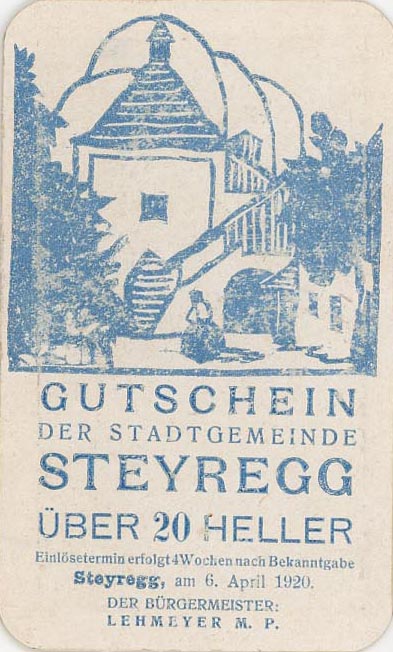 GUTSCHEIN
DER STADTGEMEINDE
STEYREGG
ÜBER 20 HELLER
Einlösetermin erfolgt 4 Wochen nach Bekanntgabe
Steyregg, am 6. April 1920.
DER BÜRGERMEISTER:
LEHMEYER M. P.